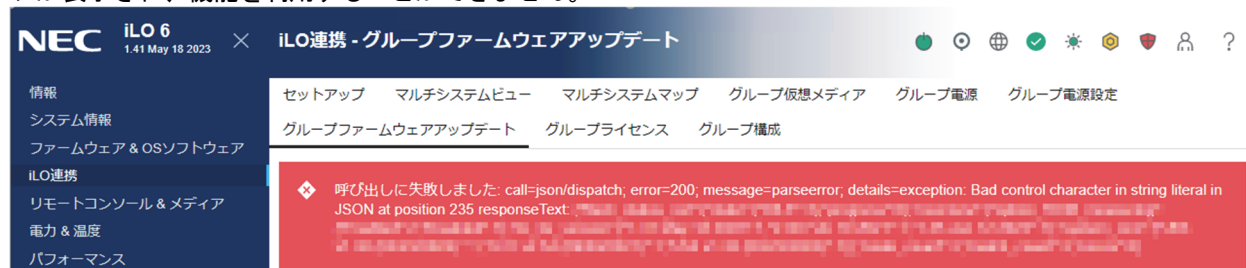 NEC iLO 6
1.41 May 18 2023
iLO連携 - グループファームウェアアップデート
?
情報
システム情報
ファームウェア & OSソフトウェア
iLO連携
リモートコンソール & メディア
電力 & 温度
パフォーマンス
セットアップ マルチシステムビュー マルチシステムマップ グループ仮想メディア グループ電源 グループ電源設定
グループファームウェアアップデート グループライセンス グループ構成
呼び出しに失敗しました: call=json/dispatch; error=200; message=parseerror; details=exception: Bad control character in string literal in
JSON at position 235 responseText: